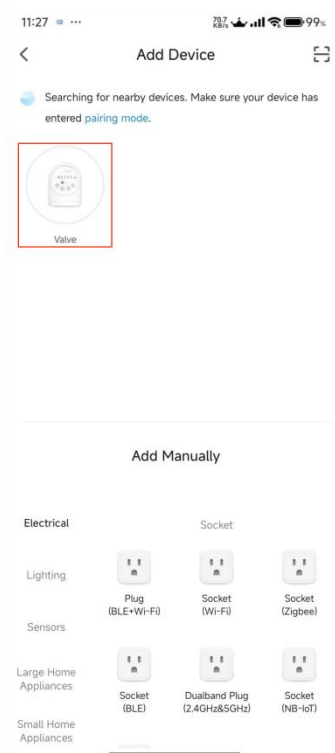 11:27 ...
70.7 KB/s 99%
Add Device
Searching for nearby devices. Make sure your device has
entered pairing mode.
Valve
Add Manually
Electrical
Socket
Lighting
Plug
(BLE+Wi-Fi)
Socket
(Wi-Fi)
Socket
(Zigbee)
Sensors
Large Home
Appliances
Socket
(BLE)
Dualband Plug
(2.4GHz&5GHz)
Socket
(NB-IoT)
Small Home
Appliances